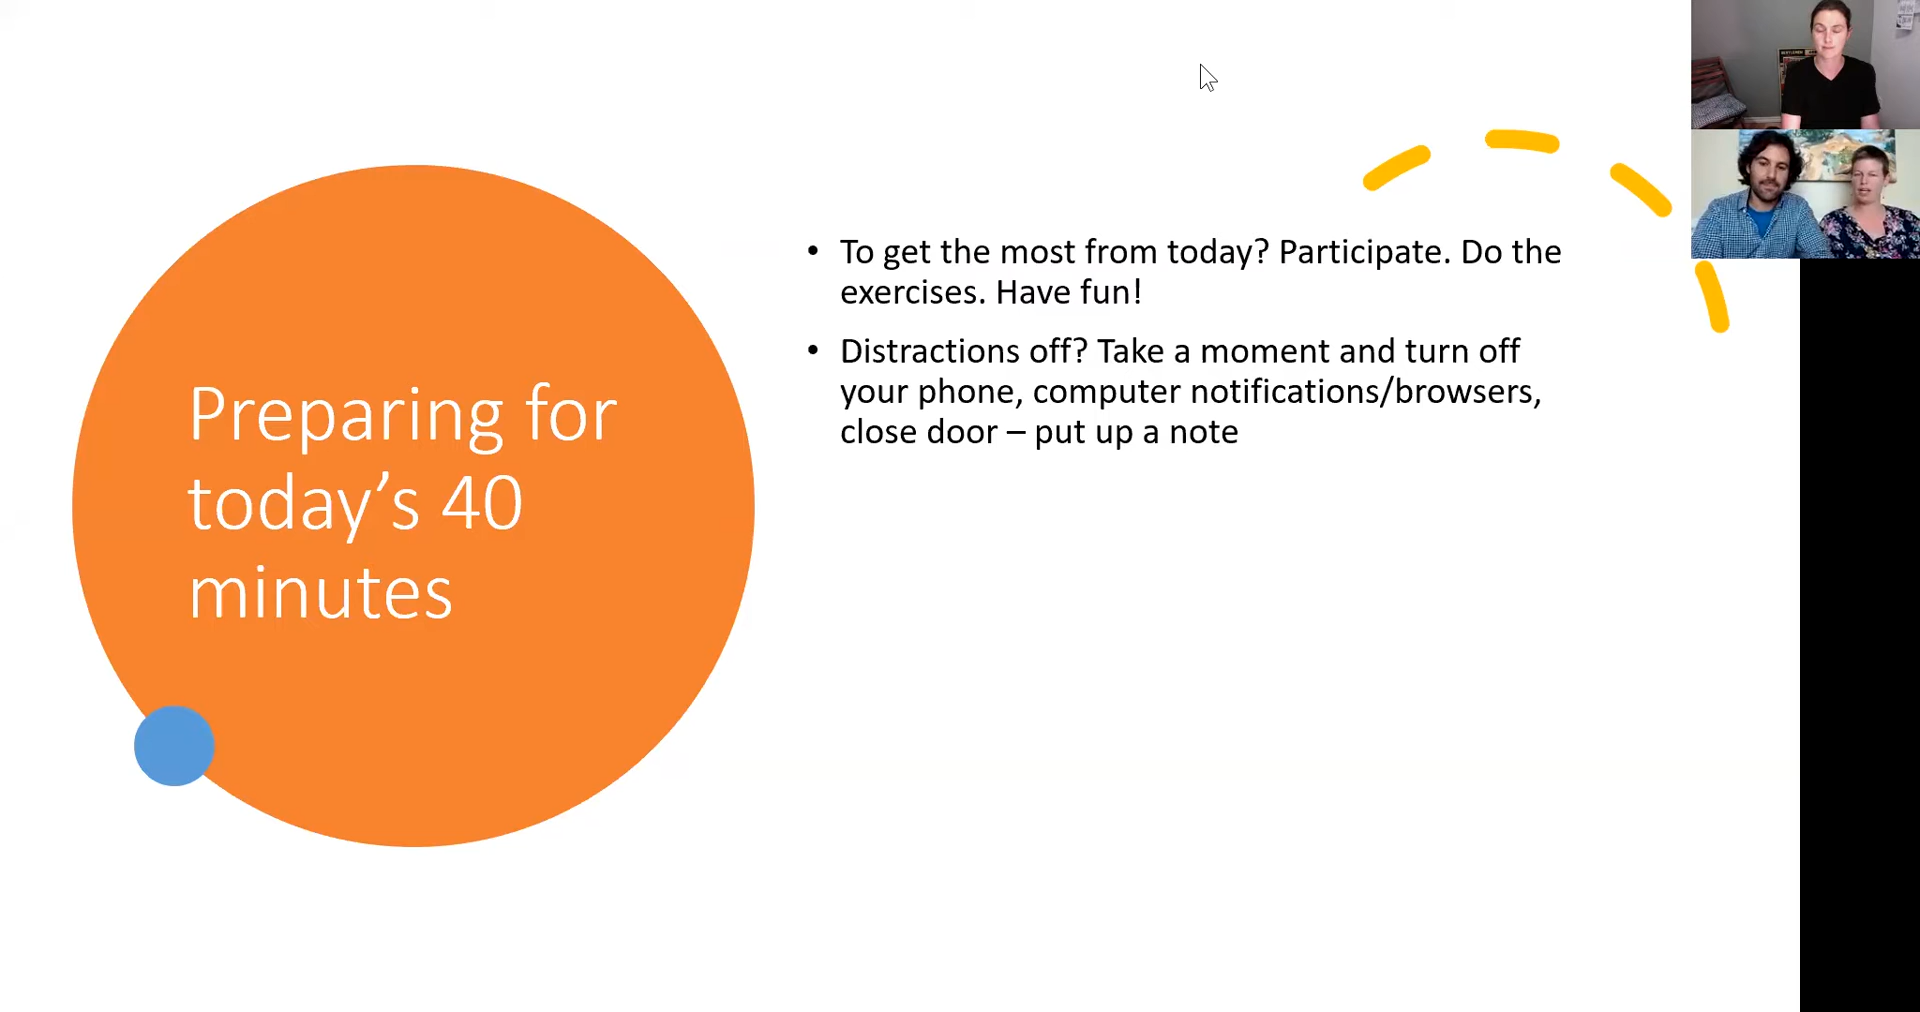 Preparing for
today’s 40
minutes
• To get the most from today? Participate. Do the
exercises. Have fun!
• Distractions off? Take a moment and turn off
your phone, computer notifications/browsers,
close door – put up a note